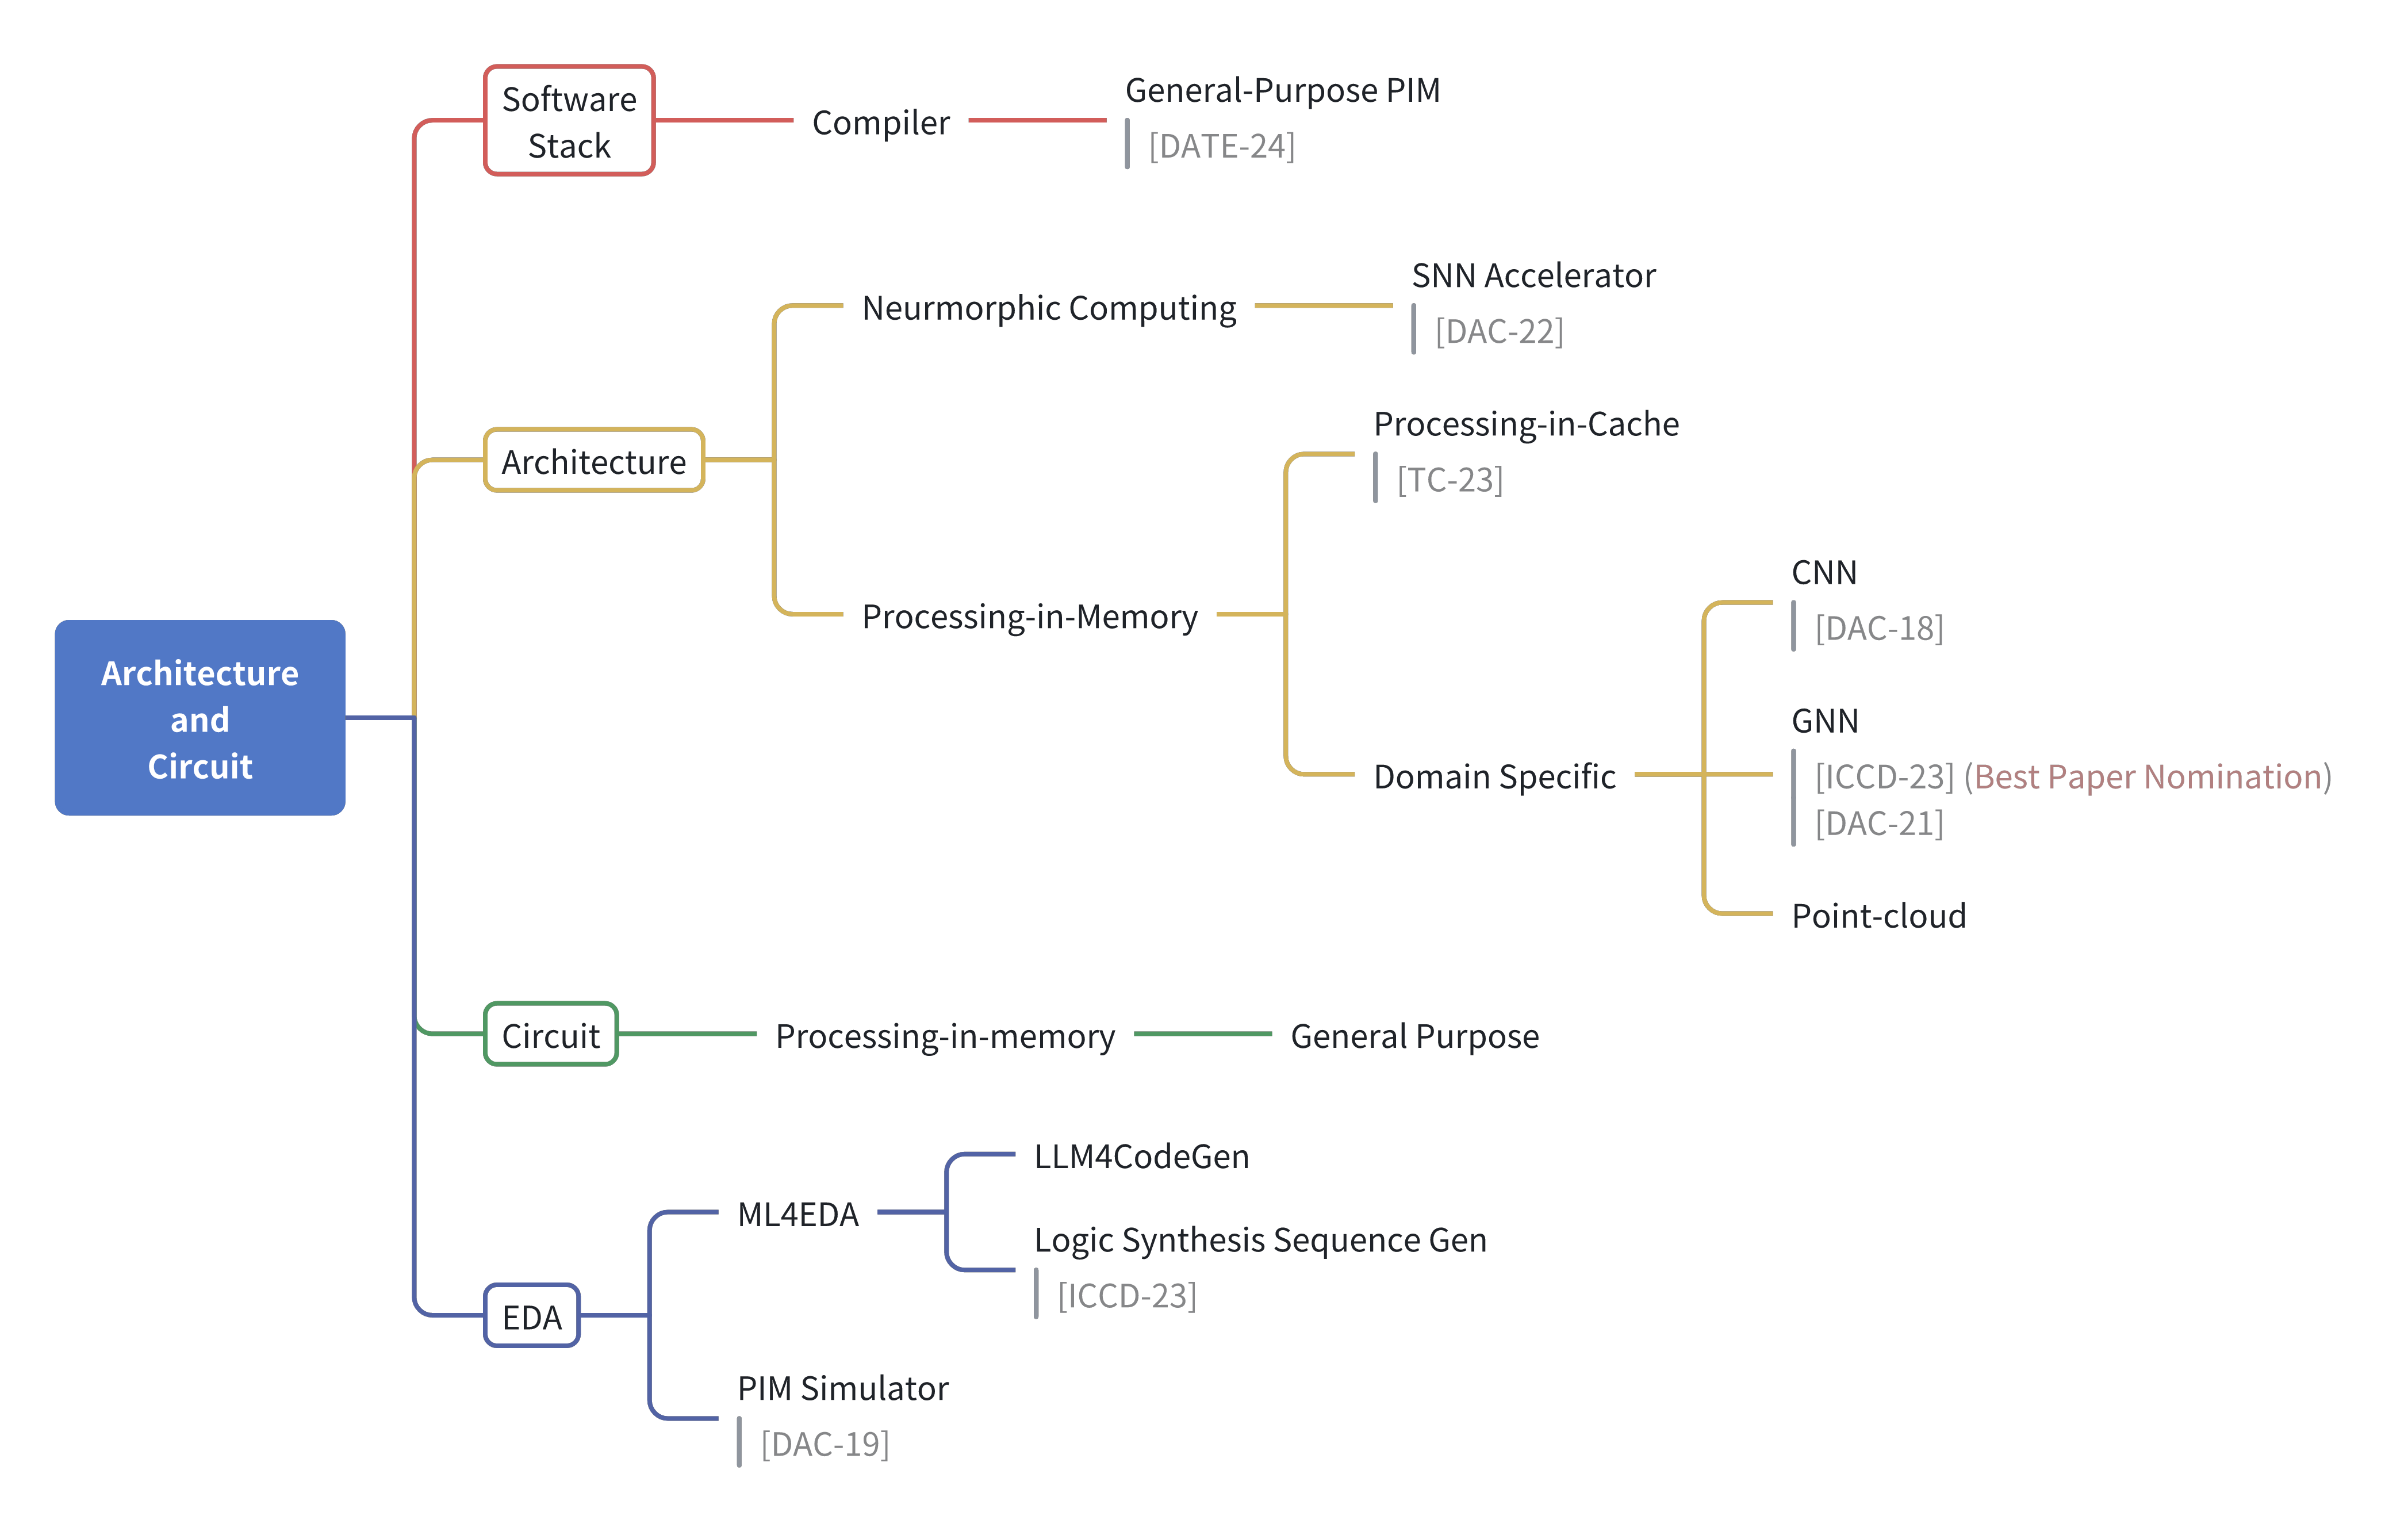 Software
Stack
Compiler
General-Purpose PIM
[DATE-24]
Neurmorphic Computing
SNN Accelerator
[DAC-22]
Architecture
Processing-in-Memory
Processing-in-Cache
[TC-23]
Domain Specific
CNN
[DAC-18]
GNN
[ICCD-23] (Best Paper Nomination)
[DAC-21]
Point-cloud
Architecture
and
Circuit
Circuit
Processing-in-memory
General Purpose
EDA
ML4EDA
LLM4CodeGen
Logic Synthesis Sequence Gen
[ICCD-23]
PIM Simulator
[DAC-19]